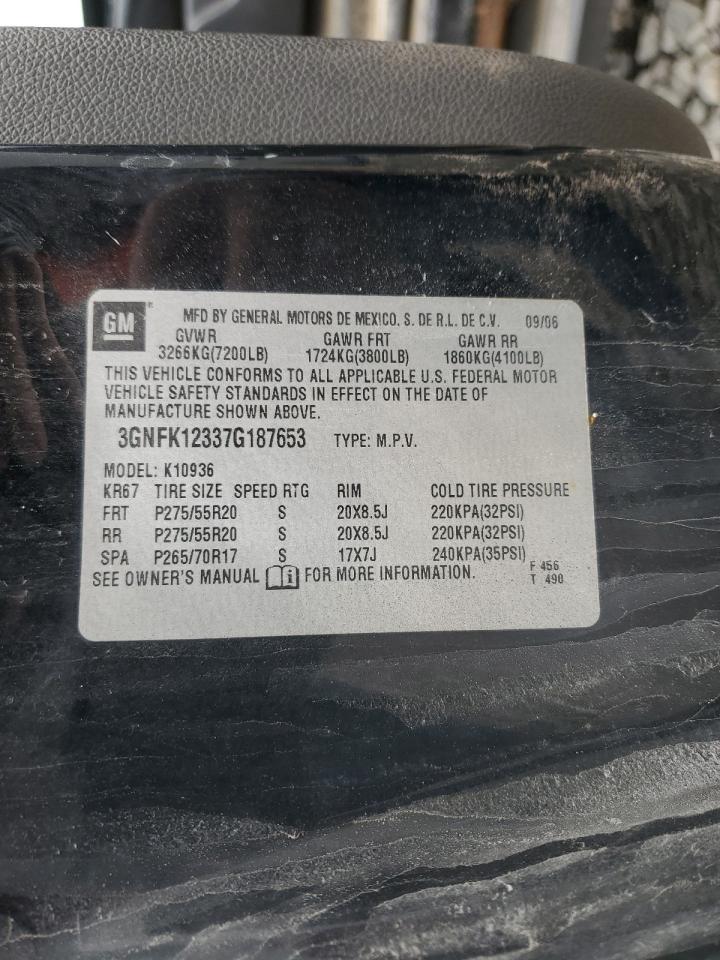 GM
MFD BY GENERAL MOTORS DE MEXICO, S. DE R.L. DE C.V. 09/06
GVWR GAWR FRT GAWR RR
3266KG(7200LB) 1724KG(3800LB) 1860KG(4100LB)
THIS VEHICLE CONFORMS TO ALL APPLICABLE U.S. FEDERAL MOTOR
VEHICLE SAFETY STANDARDS IN EFFECT ON THE DATE OF
MANUFACTURE SHOWN ABOVE.
3GNFK12337G187653 TYPE: M.P.V.
MODEL: K10936
KR67 TIRE SIZE SPEED RTG RIM COLD TIRE PRESSURE
FRT P275/55R20 S 20X8.5J 220KPA(32PSI)
RR P275/55R20 S 20X8.5J 220KPA(32PSI)
SPA P265/70R17 S 17X7J 240KPA(35PSI)
SEE OWNER'S MANUAL FOR MORE INFORMATION.
F 456
T 490